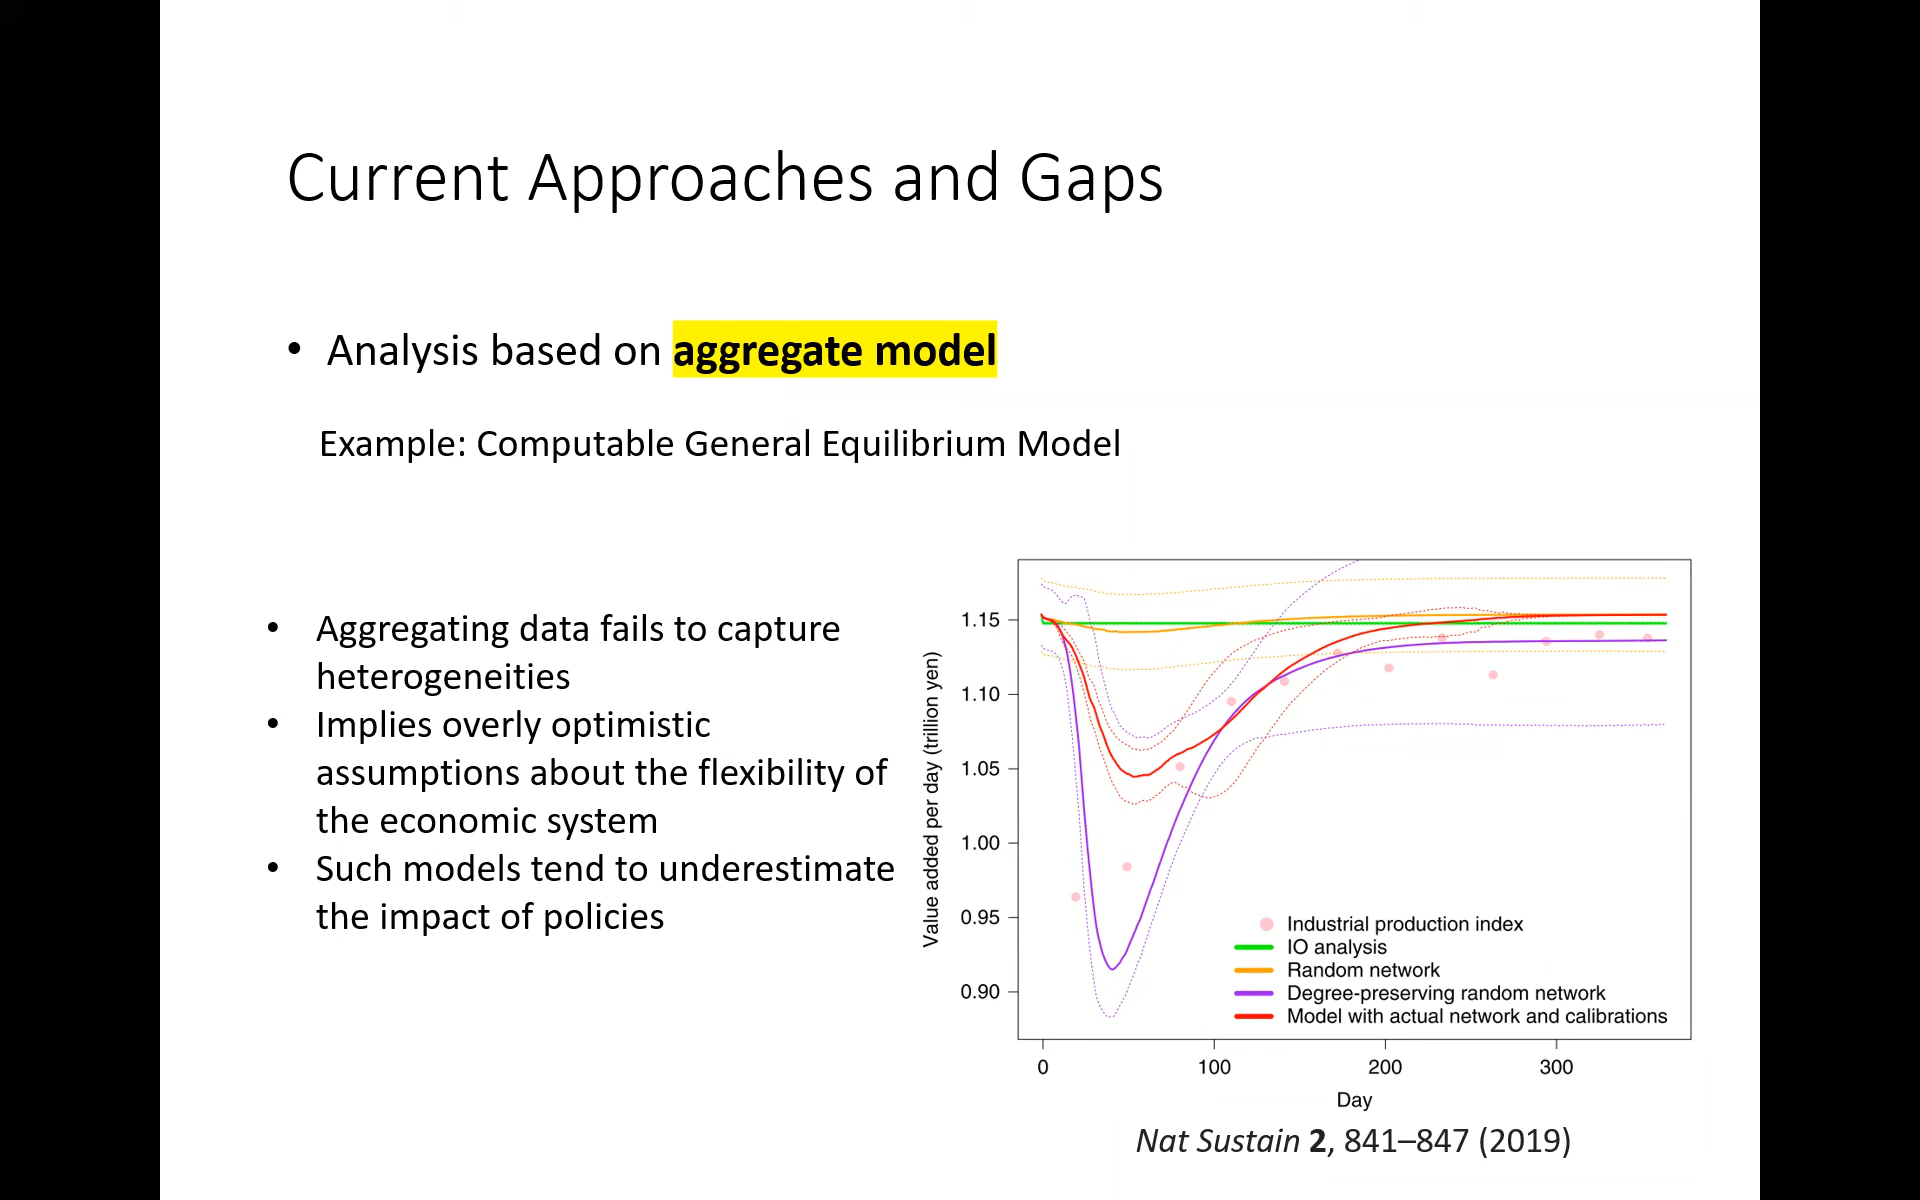 Current Approaches and Gaps
• Analysis based on aggregate model
Example: Computable General Equilibrium Model
• Aggregating data fails to capture
heterogeneities
• Implies overly optimistic
assumptions about the flexibility of
the economic system
• Such models tend to underestimate
the impact of policies
Value added per day (trillion yen)
1.15
1.10
1.05
1.00
0.95
0.90
Industrial production index
IO analysis
Random network
Degree-preserving random network
Model with actual network and calibrations
0 100 200 300
Day
Nat Sustain 2, 841–847 (2019)